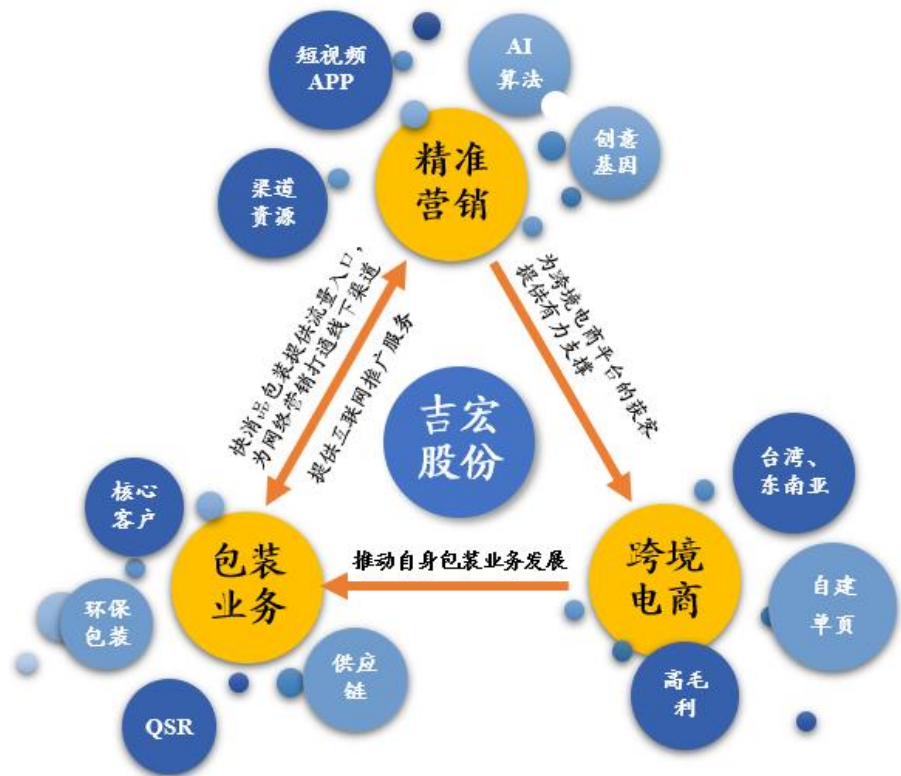 短视频
APP
AI
算法
创意
基因
精准
营销
渠道
资源
快消品包装提供流量入口，
为网络营销打通线下渠道
提供互联网推广服务
为跨境电商平台的获客
提供有力支撑
吉宏
股份
台湾、
东南亚
核心
客户
包装
业务
推动自身包装业务发展
跨境
电商
自建
单页
环保
包装
供应
链
高毛
利
QSR